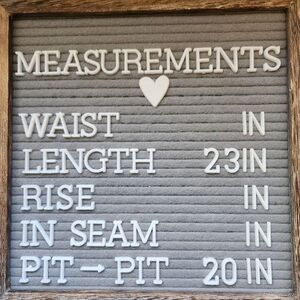 MEASUREMENTS
WAIST IN
LENGTH 23IN
RISE IN
IN SEAM IN
PIT → PIT 20 IN